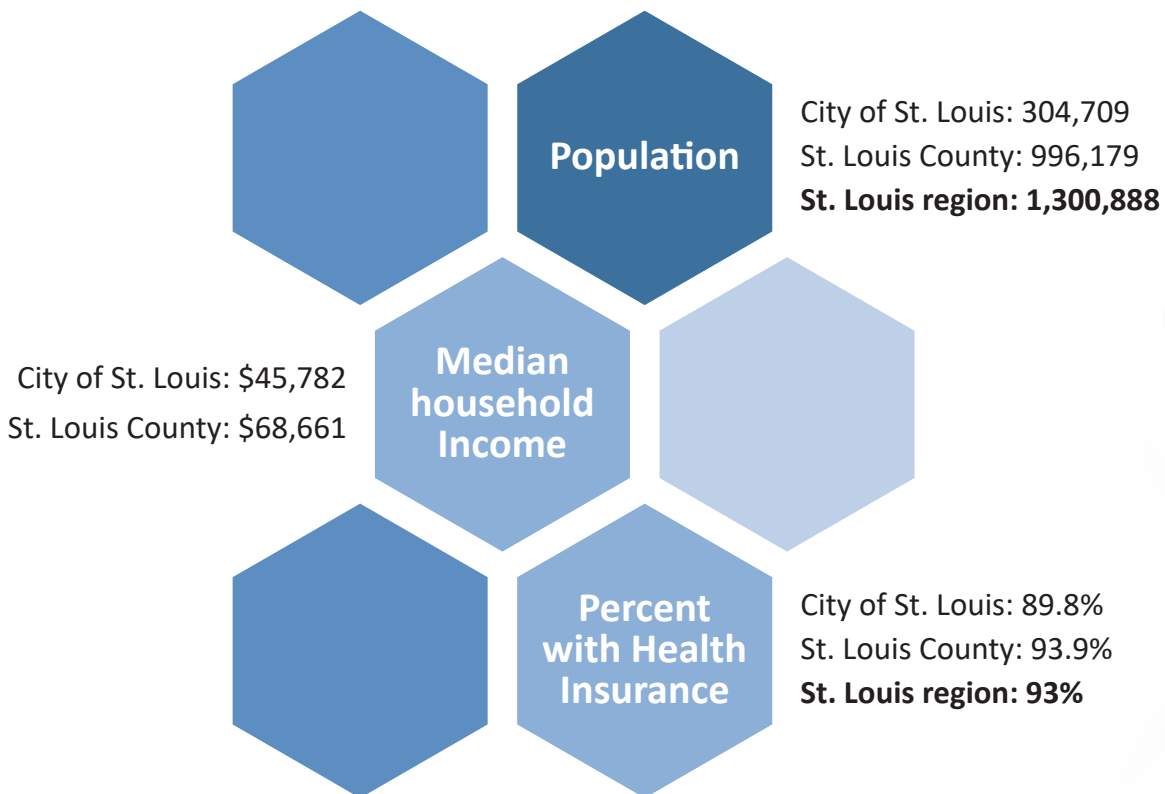 Population
City of St. Louis: 304,709
St. Louis County: 996,179
St. Louis region: 1,300,888
City of St. Louis: $45,782
St. Louis County: $68,661
Median
household
Income
Percent
with Health
Insurance
City of St. Louis: 89.8%
St. Louis County: 93.9%
St. Louis region: 93%